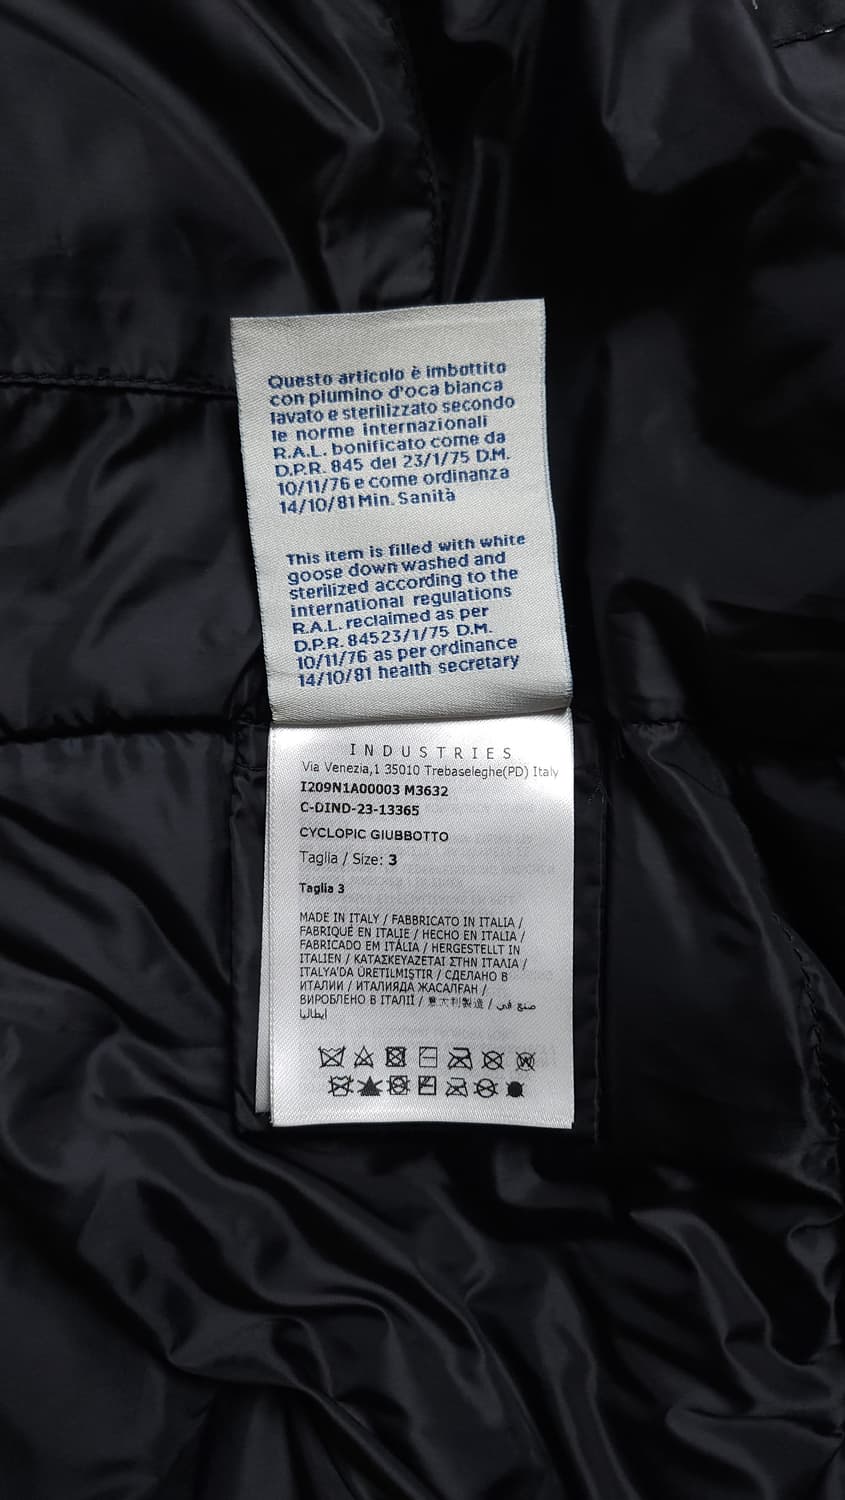 Questo articolo è imbottito
con piumino d'oca bianca
lavato e sterilizzato secondo
le norme internazionali
R.A.L. bonificato come da
D.P.R. 845 del 23/1/75 D.M.
10/11/76 e come ordinanza
14/10/81 Min. Sanità
This item is filled with white
goose down washed and
sterilized according to the
international regulations
R.A.L. reclaimed as per
D.P.R. 84523/1/75 D.M.
10/11/76 as per ordinance
14/10/81 health secretary
INDUSTRIES
Via Venezia,1 35010 Trebaseleghe(PD) Italy
I209N1A00003 M3632
C-DIND-23-13365
CYCLOPIC GIUBBOTTO
Taglia / Size: 3
Taglia 3
MADE IN ITALY / FABBRICATO IN ITALIA /
FABRIQUÉ EN ITALIE / HECHO EN ITALIA /
FABRICADO EM ITÁLIA / HERGESTELLT IN
ITALIEN / ΚΑΤΑΣΚΕΥΑΖΕΤΑΙ ΣΤΗΝ ΙΤΑΛΙΑ /
ITALYA'DA ÜRETILMIŞTIR / СДЕЛАНО В
ИТАЛИИ / ИТАЛИЯДА ЖАСАЛҒАН /
ВИРОБЛЕНО В ІТАЛІЇ / 意大利製造 / صنع في
ايطاليا